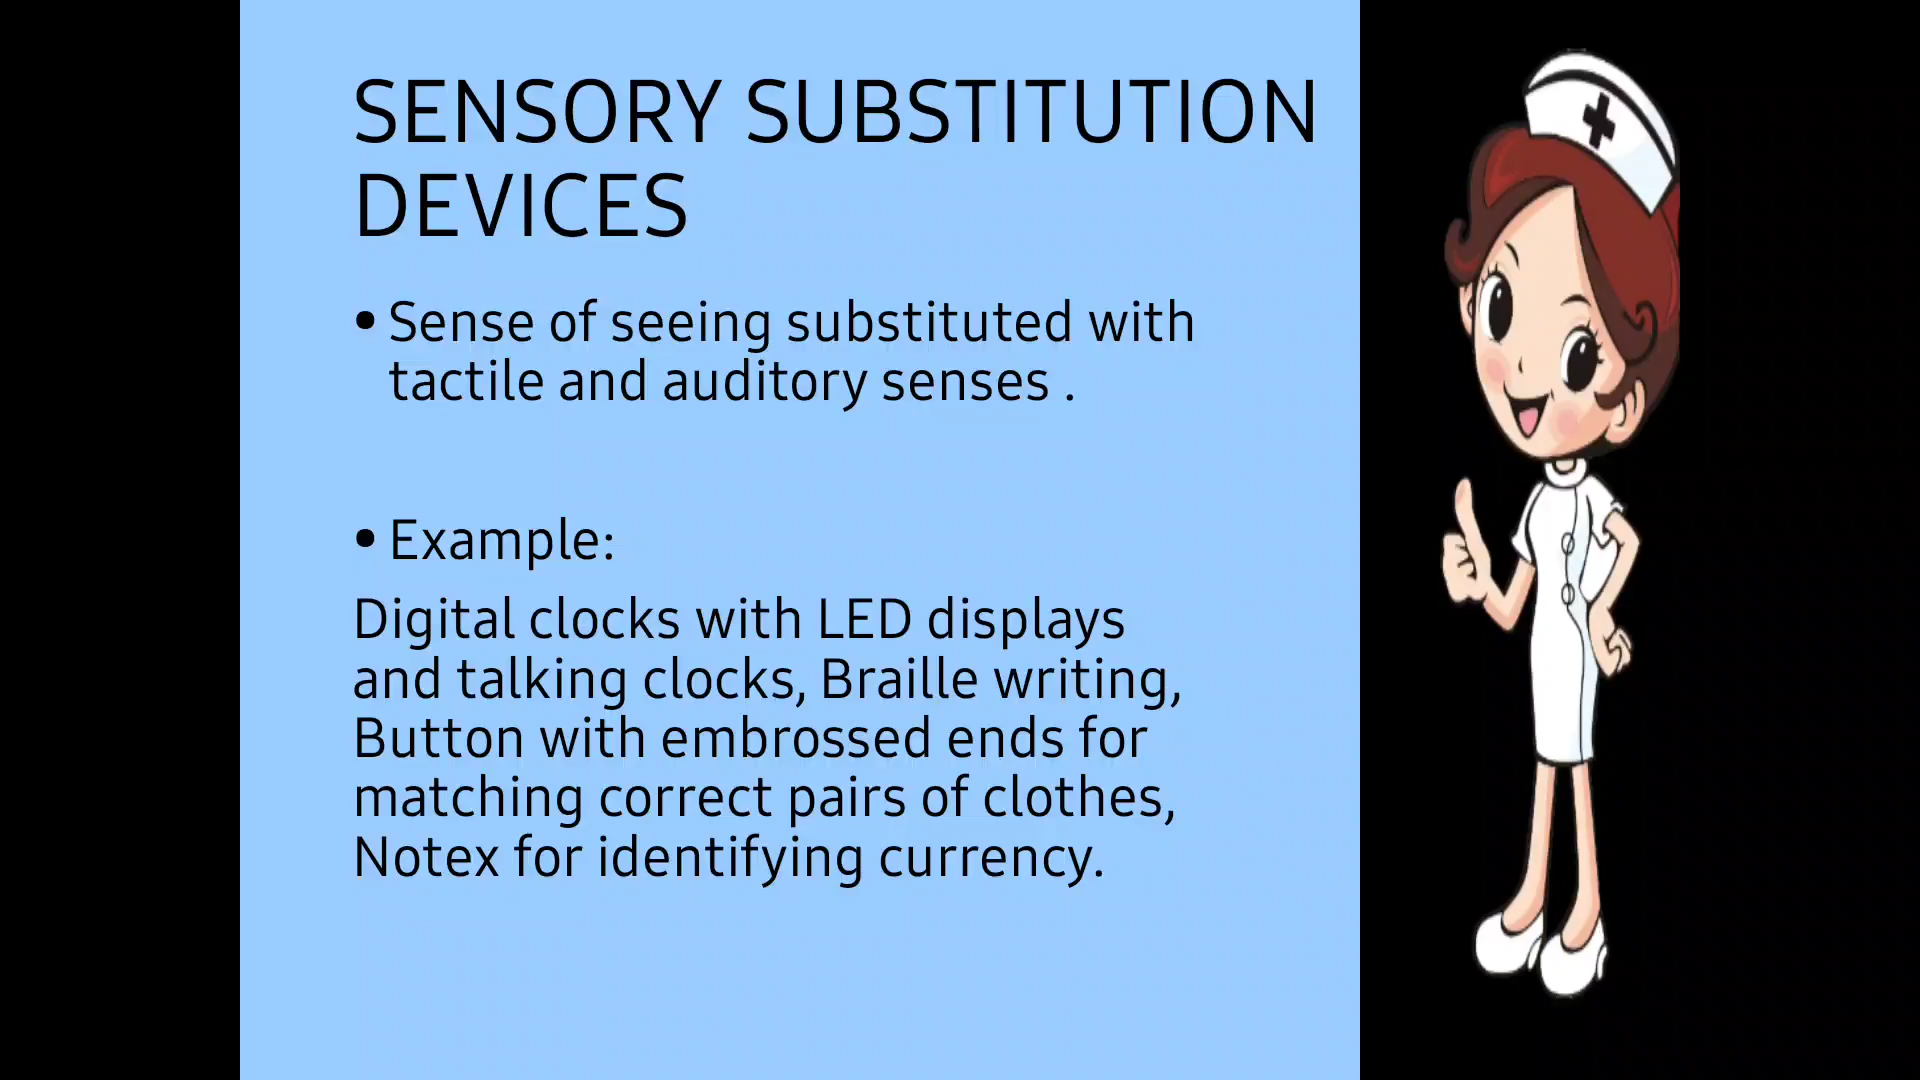 SENSORY SUBSTITUTION
DEVICES
• Sense of seeing substituted with
tactile and auditory senses .
• Example:
Digital clocks with LED displays
and talking clocks, Braille writing,
Button with embrossed ends for
matching correct pairs of clothes,
Notex for identifying currency.